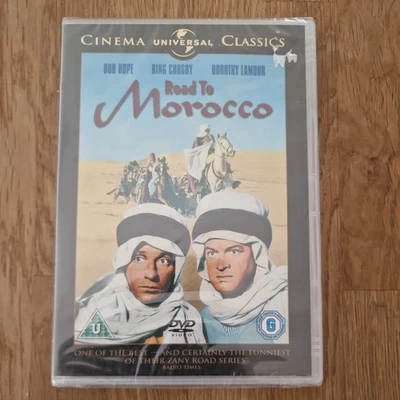 CINEMA UNIVERSAL CLASSICS
BOB HOPE BING CROSBY DOROTHY LAMOUR
Road To
Morocco
U
DVD
VIDEO
G
ONE OF THE BEST – AND CERTAINLY THE FUNNIEST
OF THEIR ZANY ROAD SERIES
RADIO TIMES